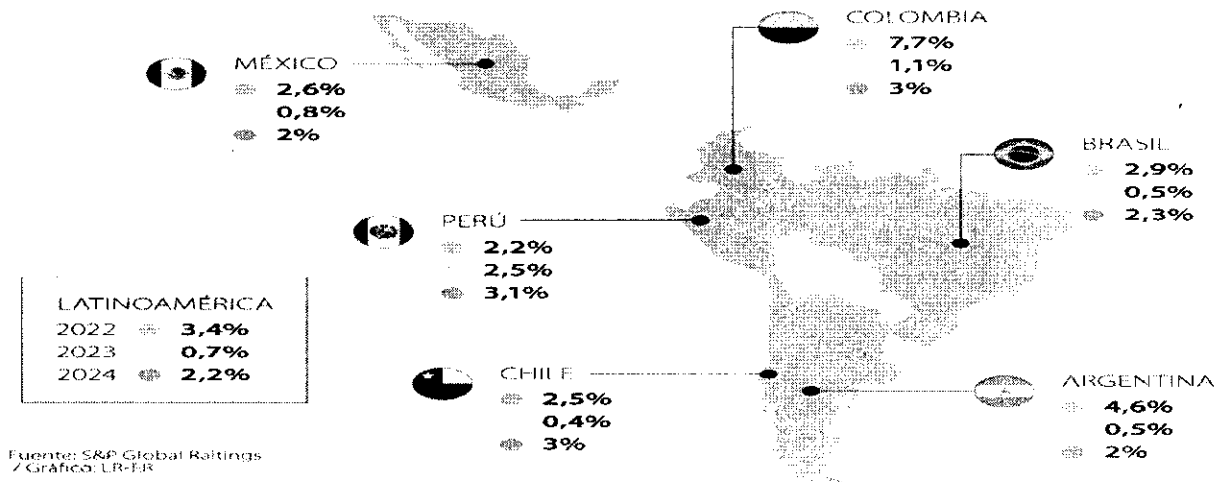 COLOMBIA
7,7%
1,1%
3%
MÉXICO
2,6%
0,8%
2%
BRASIL
2,9%
0,5%
2,3%
PERÚ
2,2%
2,5%
3,1%
LATINOAMÉRICA
2022 3,4%
2023 0,7%
2024 2,2%
CHILE
2,5%
0,4%
3%
ARGENTINA
4,6%
0,5%
2%
Fuente: S&P Global Raltings
/ Gráfico: LR-ER